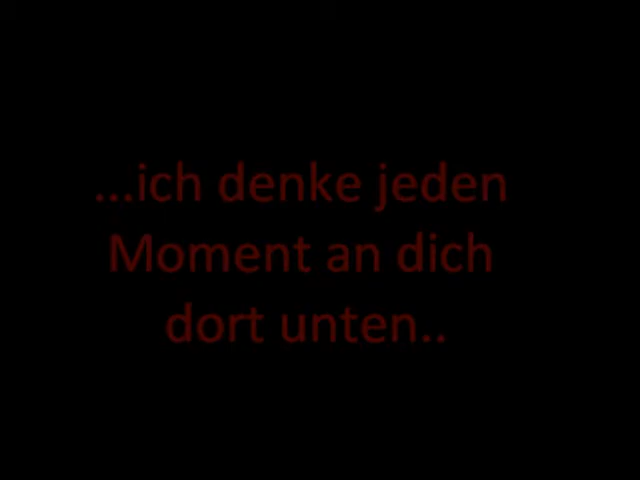 ...ich denke jeden
Moment an dich
dort unten..